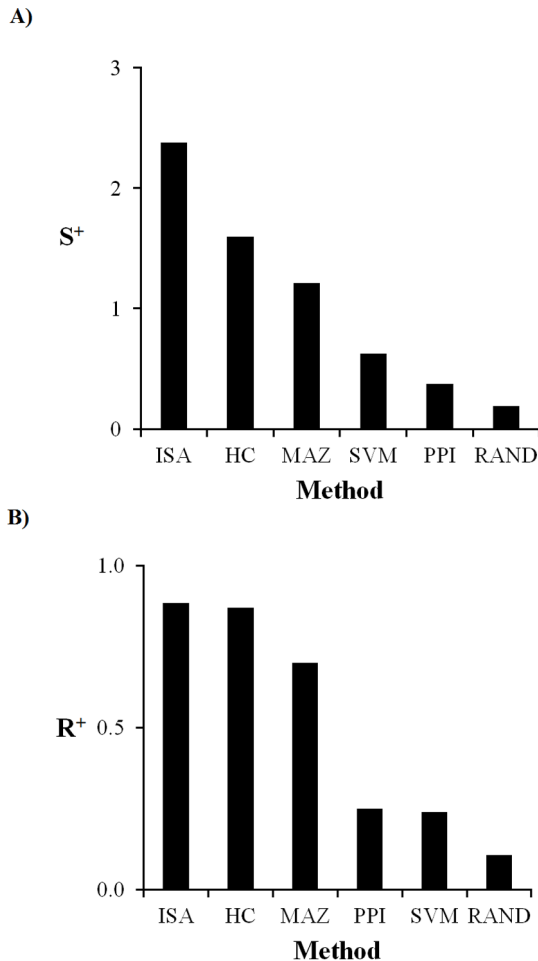 A)
3
2
S⁺
1
0
ISA HC MAZ SVM PPI RAND
Method
B)
1.0
R⁺ 0.5
0.0
ISA HC MAZ PPI SVM RAND
Method